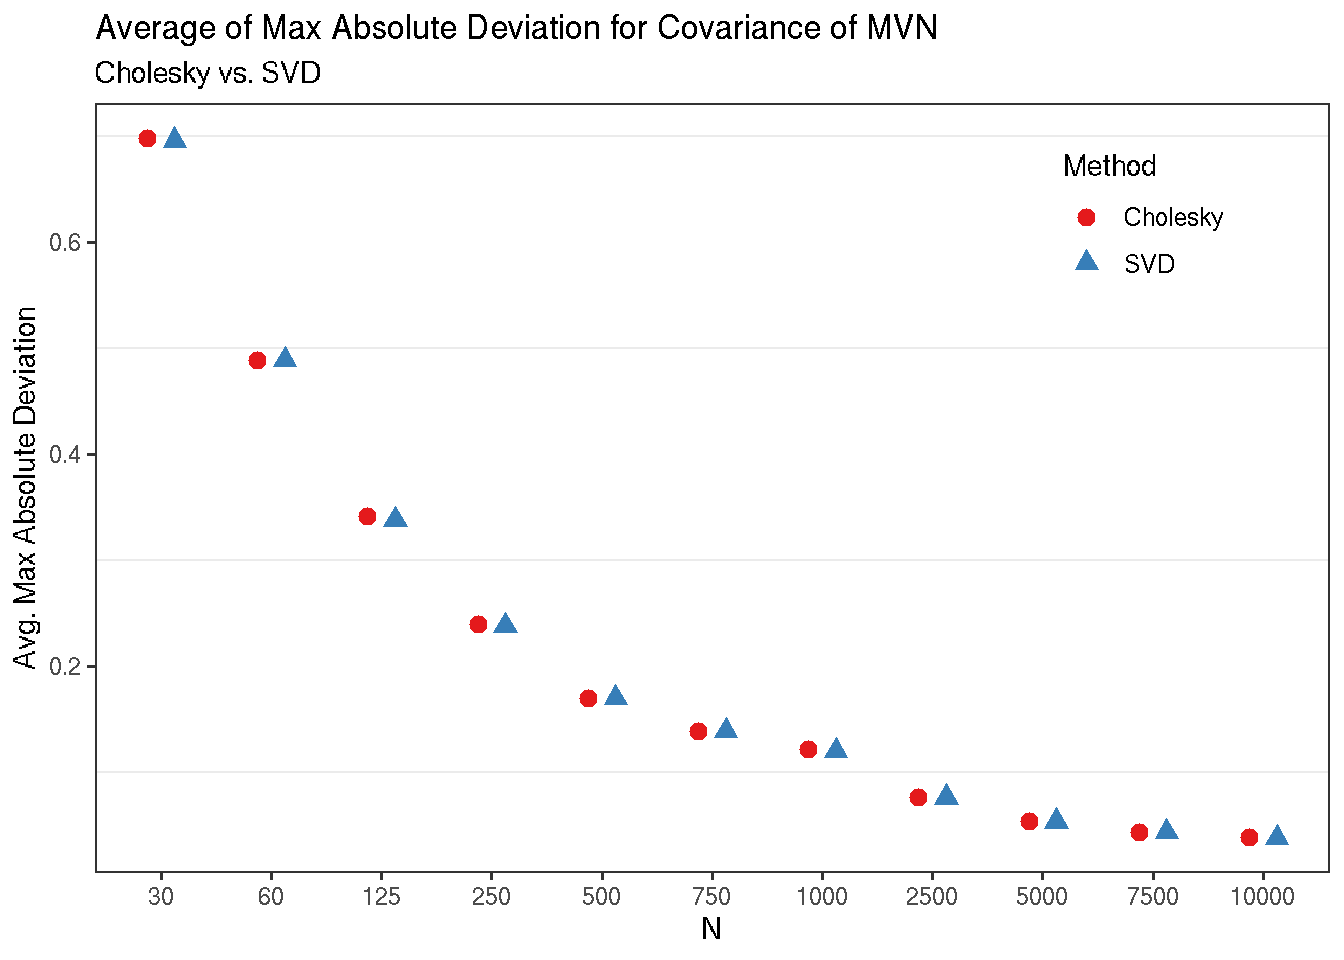 Average of Max Absolute Deviation for Covariance of MVN
Cholesky vs. SVD
Method
Cholesky
SVD
Avg. Max Absolute Deviation
0.6
0.4
0.2
30 60 125 250 500 750 1000 2500 5000 7500 10000
N